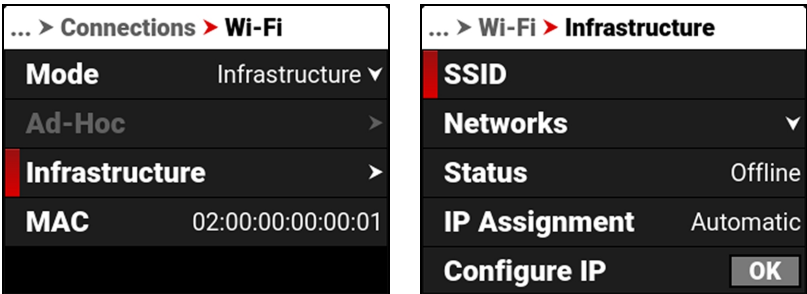 ... > Connections > Wi-Fi
Mode Infrastructure
Ad-Hoc >
Infrastructure >
MAC 02:00:00:00:00:01
... > Wi-Fi > Infrastructure
SSID
Networks
Status Offline
IP Assignment Automatic
Configure IP OK